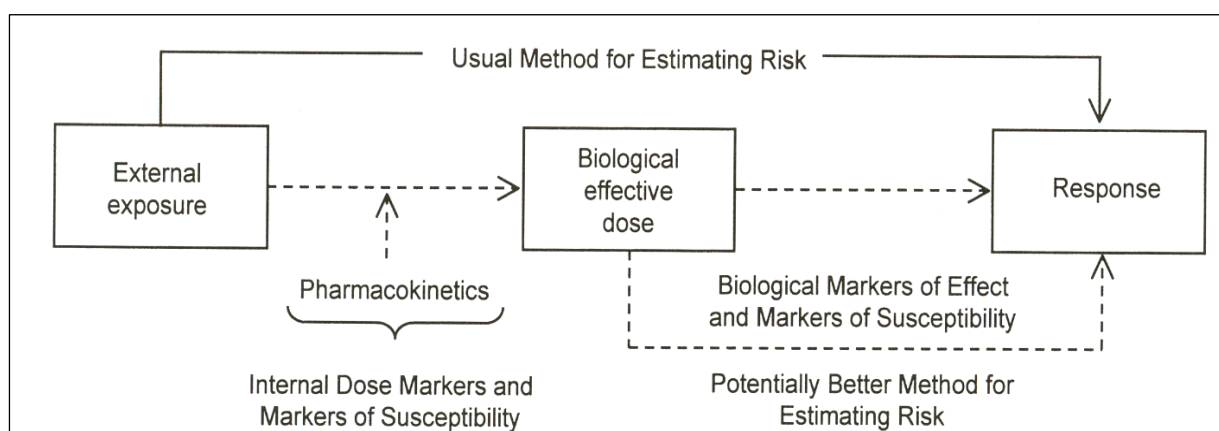 Usual Method for Estimating Risk
External
exposure
Biological
effective
dose
Response
Pharmacokinetics
Internal Dose Markers and
Markers of Susceptibility
Biological Markers of Effect
and Markers of Susceptibility
Potentially Better Method for
Estimating Risk